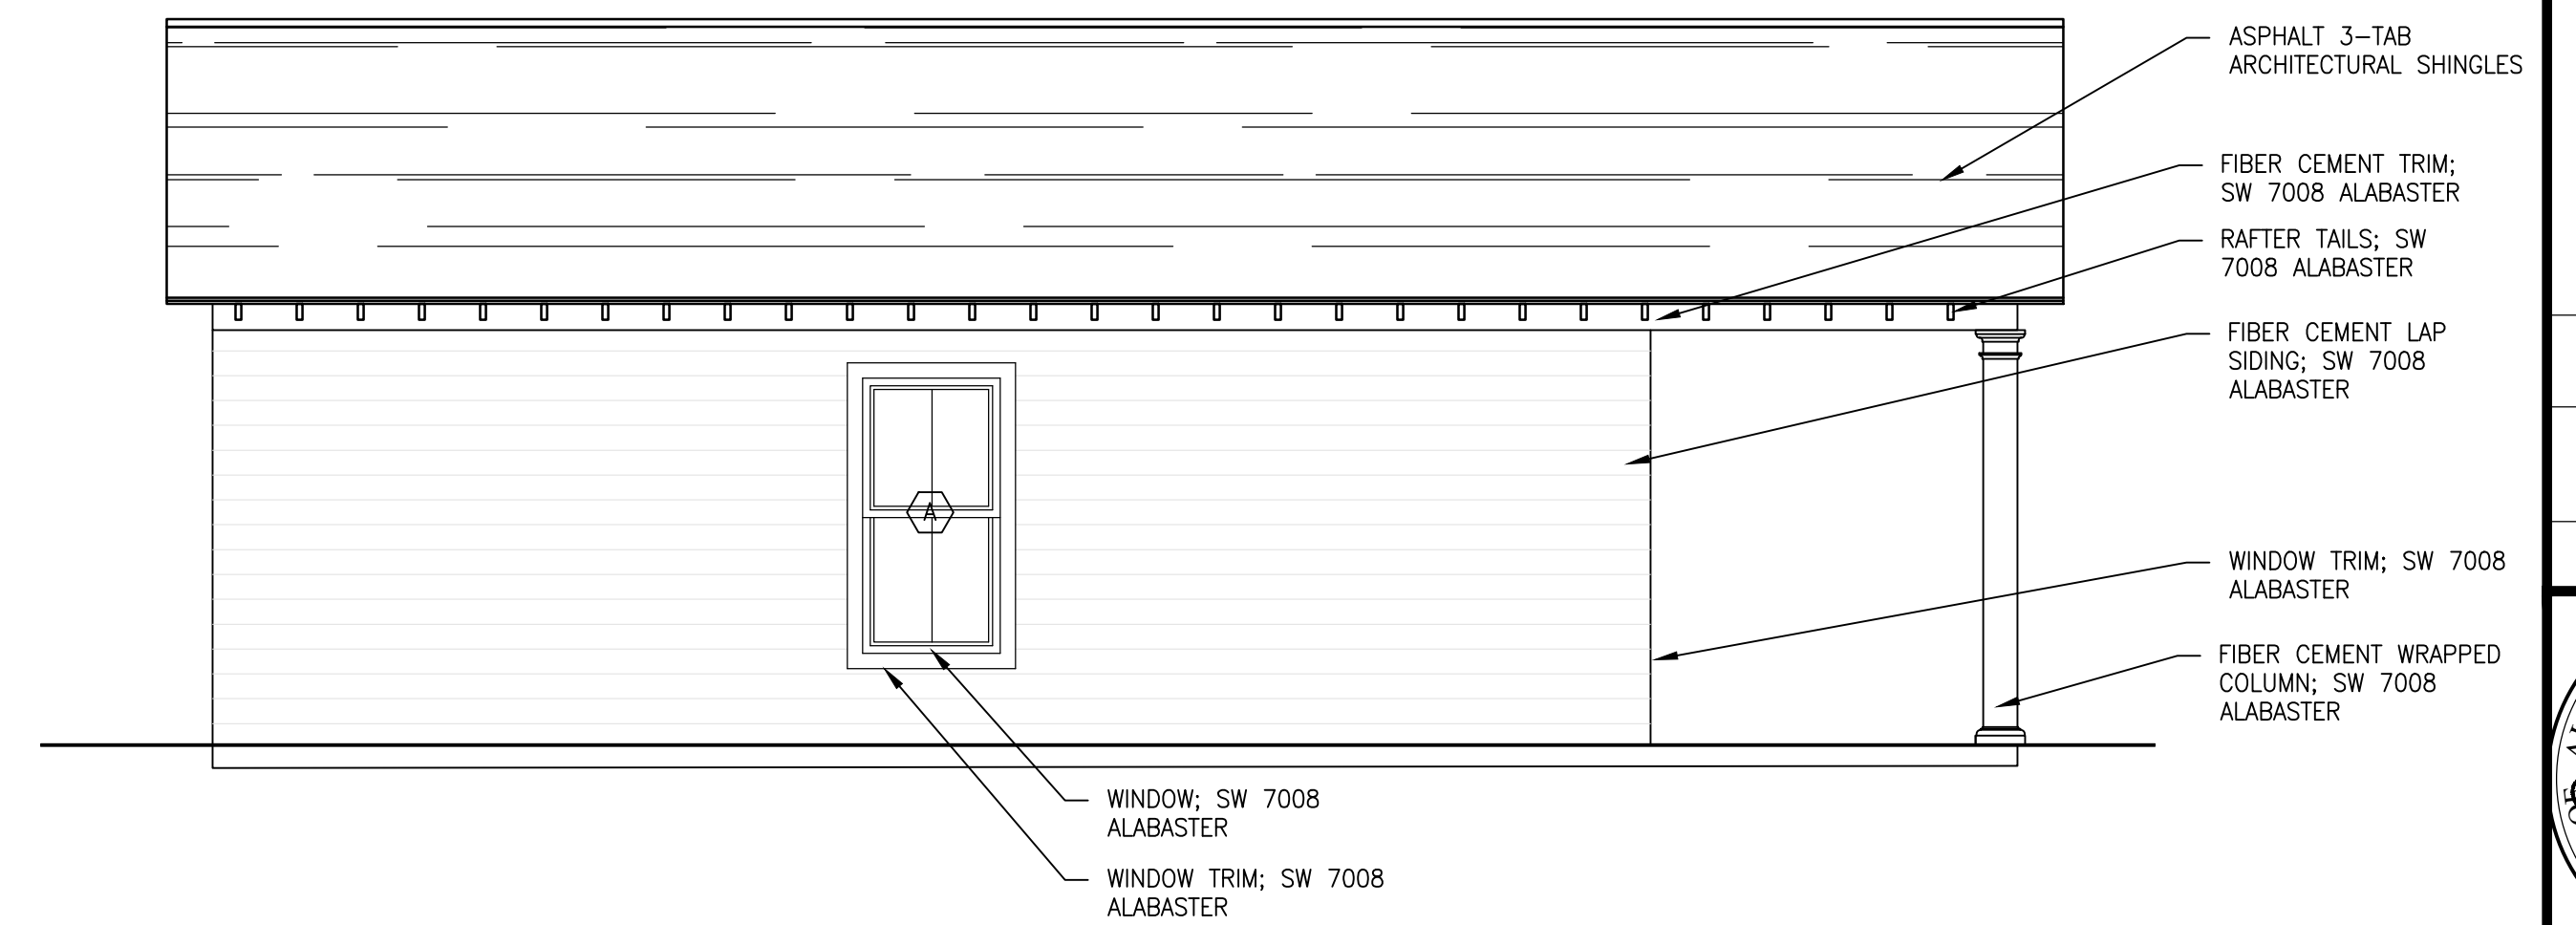 ASPHALT 3-TAB
ARCHITECTURAL SHINGLES
FIBER CEMENT TRIM;
SW 7008 ALABASTER
RAFTER TAILS; SW
7008 ALABASTER
FIBER CEMENT LAP
SIDING; SW 7008
ALABASTER
A
WINDOW TRIM; SW 7008
ALABASTER
FIBER CEMENT WRAPPED
COLUMN; SW 7008
ALABASTER
WINDOW; SW 7008
ALABASTER
WINDOW TRIM; SW 7008
ALABASTER